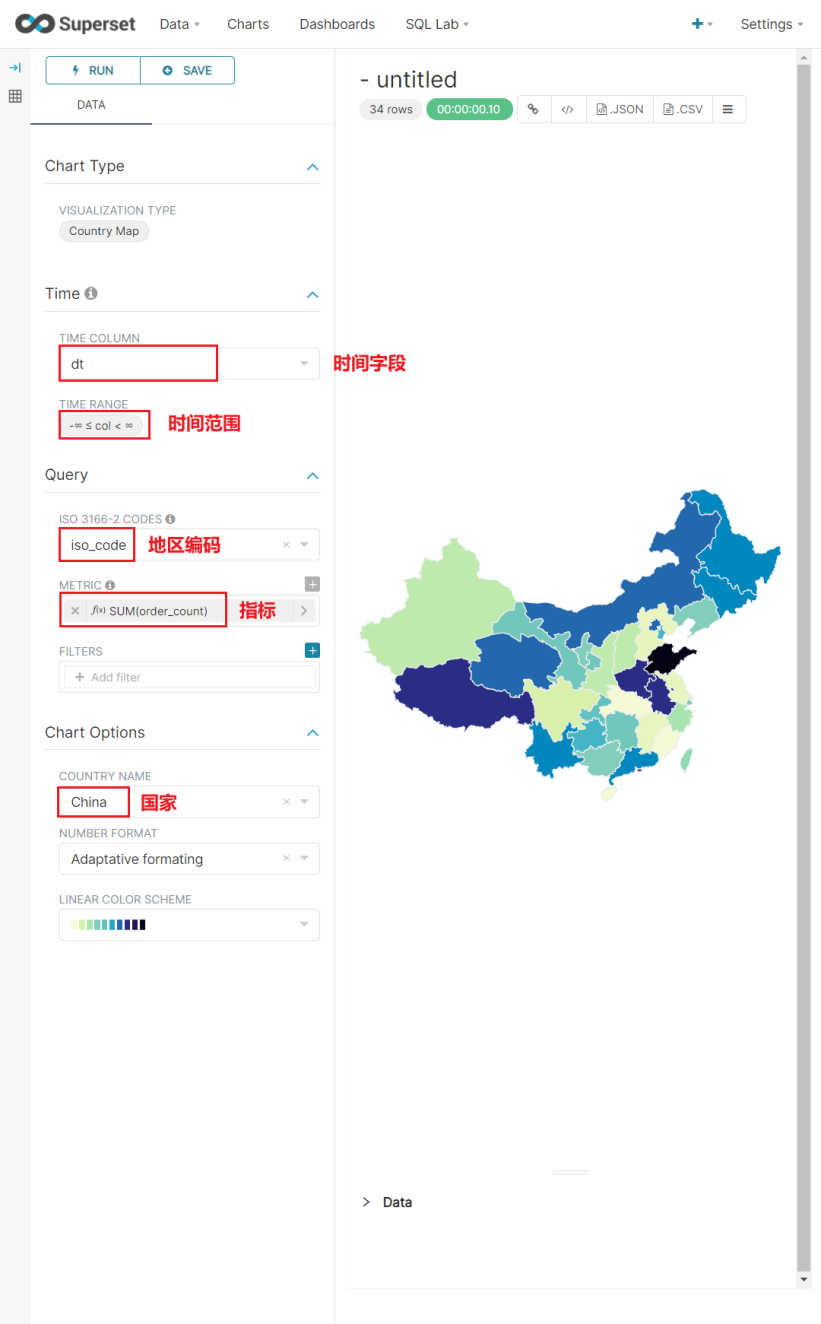 Superset Data Charts Dashboards SQL Lab + Settings
RUN SAVE
DATA
- untitled
34 rows 00:00:00.10 </> .JSON .CSV
Chart Type
VISUALIZATION TYPE
Country Map
Time
TIME COLUMN
dt 时间字段
TIME RANGE
-∞ ≤ col < ∞ 时间范围
Query
ISO 3166-2 CODES
iso_code × 地区编码
METRIC +
× f(x) SUM(order_count) 指标
FILTERS +
+ Add filter
Chart Options
COUNTRY NAME
China 国家 ×
NUMBER FORMAT
Adaptative formating ×
LINEAR COLOR SCHEME
> Data